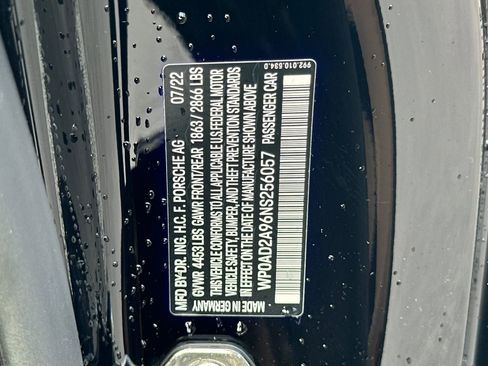 992.010.534.0
MFD BY-DR. ING. H.C. F. PORSCHE AG 07/22
GVWR 4453 LBS GAWR FRONT/REAR 1863 / 2866 LBS
THIS VEHICLE CONFORMS TO ALL APPLICABLE U.S. FEDERAL MOTOR
VEHICLE SAFETY, BUMPER, AND THEFT PREVENTION STANDARDS
IN EFFECT ON THE DATE OF MANUFACTURE SHOWN ABOVE
WP0AD2A96NS256057 PASSENGER CAR
MADE IN GERMANY